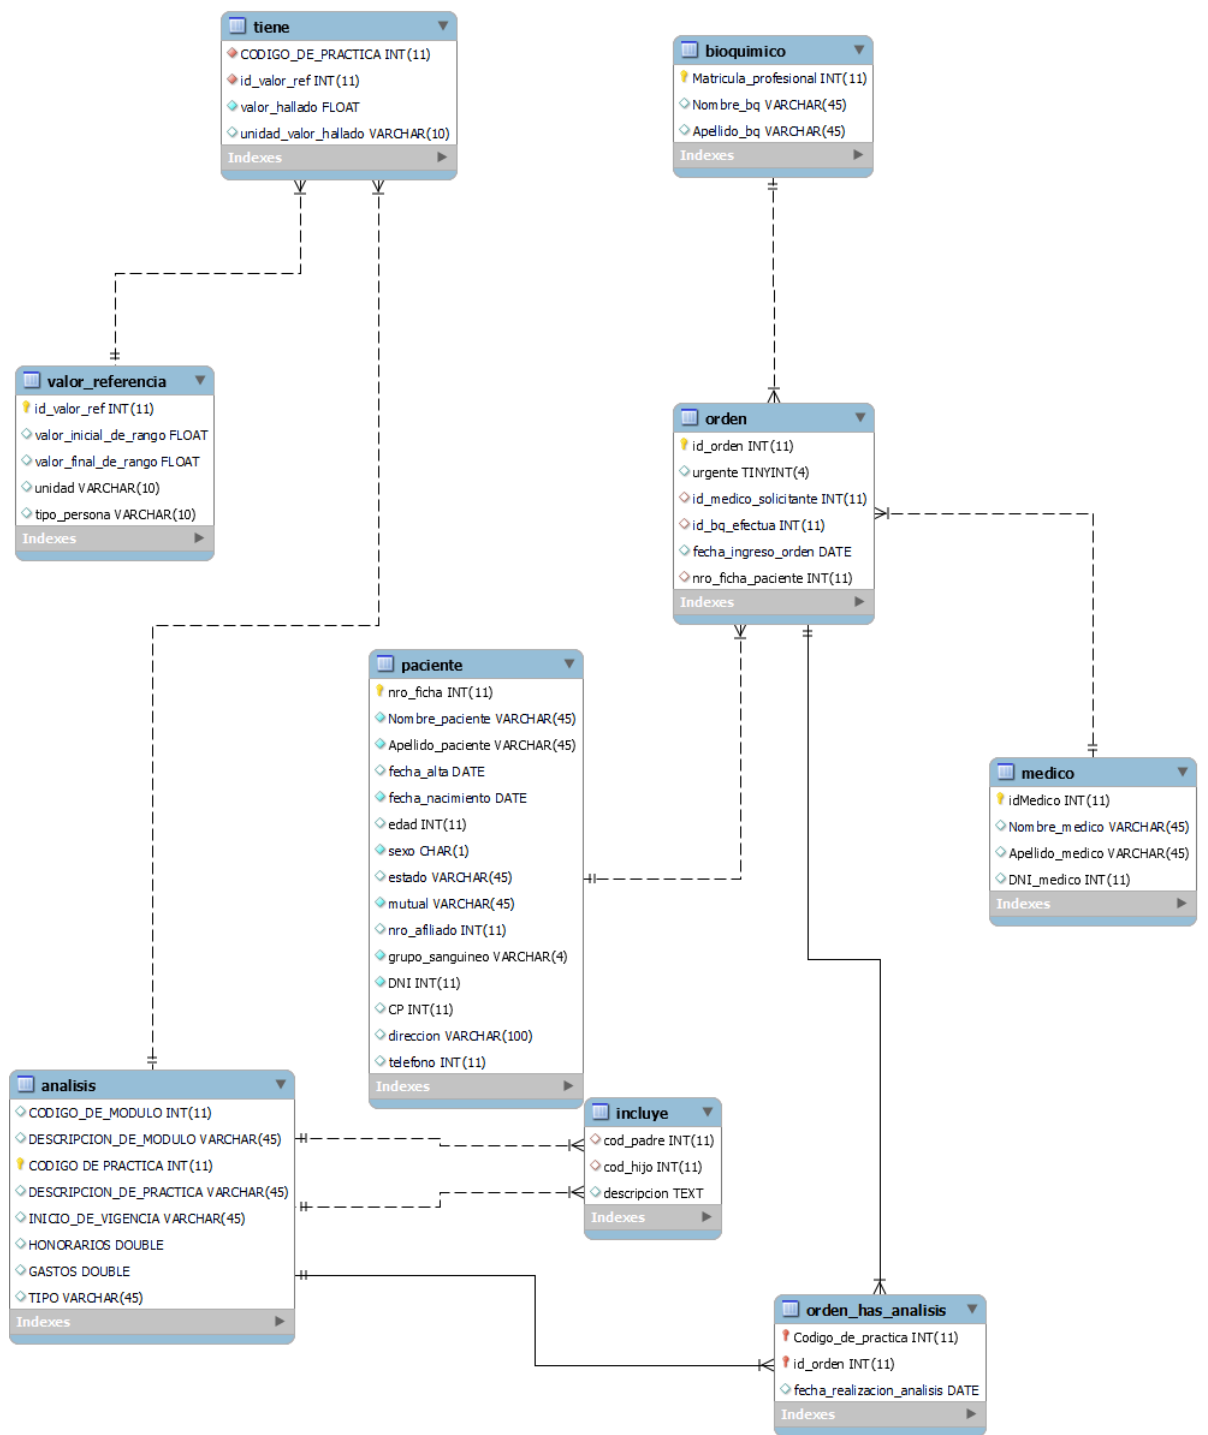 tiene
CODIGO_DE_PRACTICA INT(11)
id_valor_ref INT(11)
valor_hallado FLOAT
unidad_valor_hallado VARCHAR(10)
Indexes
bioquimico
Matricula_profesional INT(11)
Nombre_bq VARCHAR(45)
Apellido_bq VARCHAR(45)
Indexes
valor_referencia
id_valor_ref INT(11)
valor_inicial_de_rango FLOAT
valor_final_de_rango FLOAT
unidad VARCHAR(10)
tipo_persona VARCHAR(10)
Indexes
orden
id_orden INT(11)
urgente TINYINT(4)
id_medico_solicitante INT(11)
id_bq_efectua INT(11)
fecha_ingreso_orden DATE
nro_ficha_paciente INT(11)
Indexes
paciente
nro_ficha INT(11)
Nombre_paciente VARCHAR(45)
Apellido_paciente VARCHAR(45)
fecha_alta DATE
fecha_nacimiento DATE
edad INT(11)
sexo CHAR(1)
estado VARCHAR(45)
mutual VARCHAR(45)
nro_afiliado INT(11)
grupo_sanguineo VARCHAR(4)
DNI INT(11)
CP INT(11)
direccion VARCHAR(100)
telefono INT(11)
Indexes
medico
idMedico INT(11)
Nombre_medico VARCHAR(45)
Apellido_medico VARCHAR(45)
DNI_medico INT(11)
Indexes
analisis
CODIGO_DE_MODULO INT(11)
DESCRIPCION_DE_MODULO VARCHAR(45)
CODIGO DE PRACTICA INT(11)
DESCRIPCION_DE_PRACTICA VARCHAR(45)
INICIO_DE_VIGENCIA VARCHAR(45)
HONORARIOS DOUBLE
GASTOS DOUBLE
TIPO VARCHAR(45)
Indexes
incluye
cod_padre INT(11)
cod_hijo INT(11)
descripcion TEXT
Indexes
orden_has_analisis
Codigo_de_practica INT(11)
id_orden INT(11)
fecha_realizacion_analisis DATE
Indexes